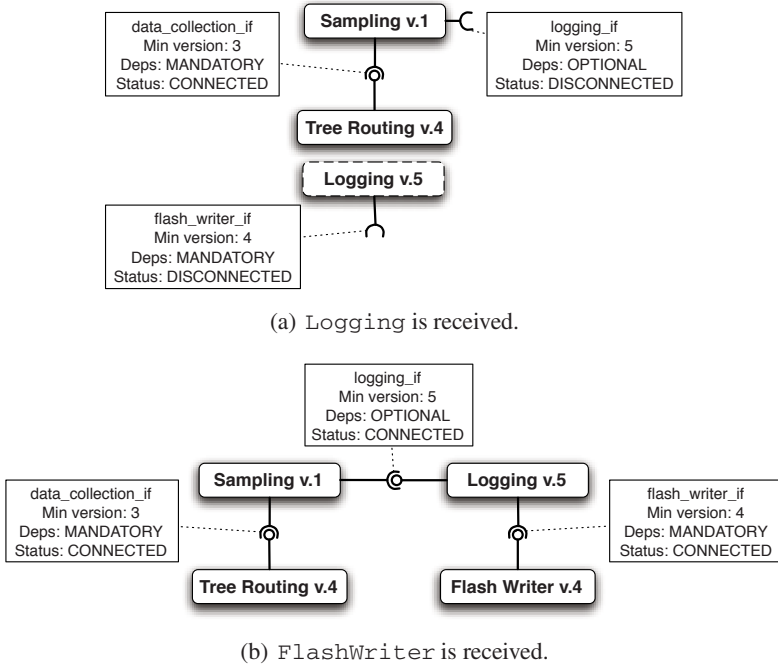 data_collection_if
Min version: 3
Deps: MANDATORY
Status: CONNECTED
Sampling v.1
logging_if
Min version: 5
Deps: OPTIONAL
Status: DISCONNECTED
Tree Routing v.4
Logging v.5
flash_writer_if
Min version: 4
Deps: MANDATORY
Status: DISCONNECTED
(a) Logging is received.
logging_if
Min version: 5
Deps: OPTIONAL
Status: CONNECTED
Sampling v.1
Logging v.5
data_collection_if
Min version: 3
Deps: MANDATORY
Status: CONNECTED
flash_writer_if
Min version: 4
Deps: MANDATORY
Status: CONNECTED
Tree Routing v.4
Flash Writer v.4
(b) FlashWriter is received.